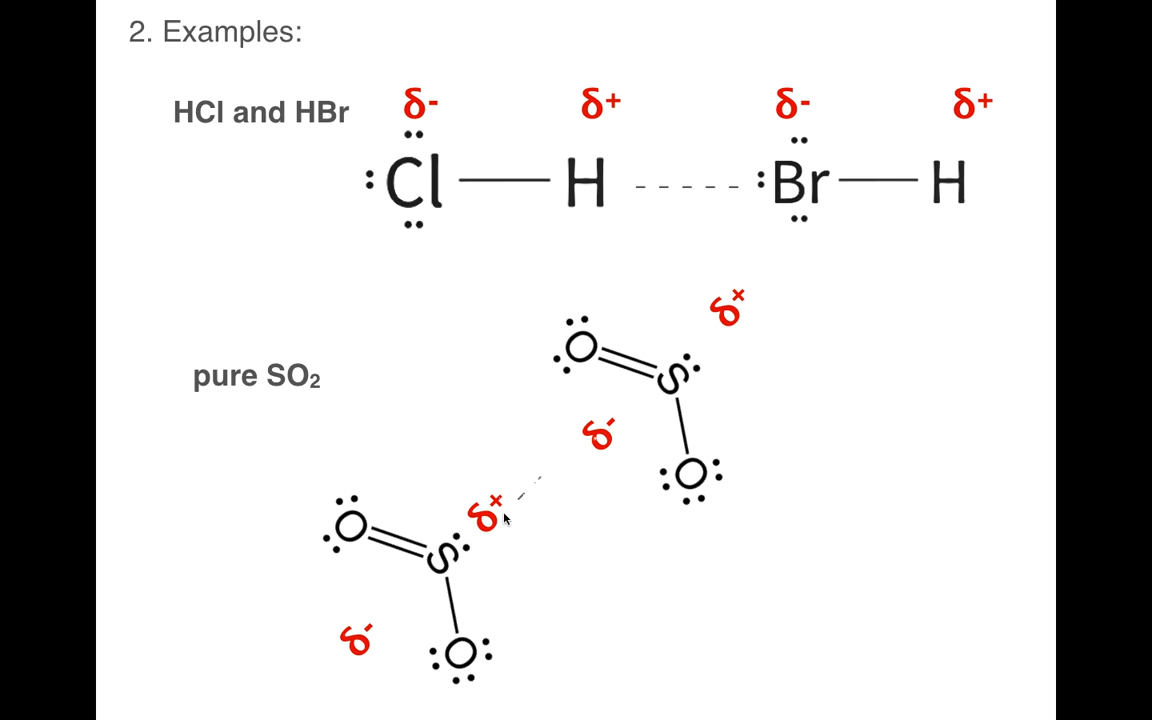 2. Examples:
HCl and HBr
δ- δ+ δ- δ+
:Cl — H - - - - - :Br — H
pure SO₂
δ+
O S
δ-
O
δ+
O S
δ-
O